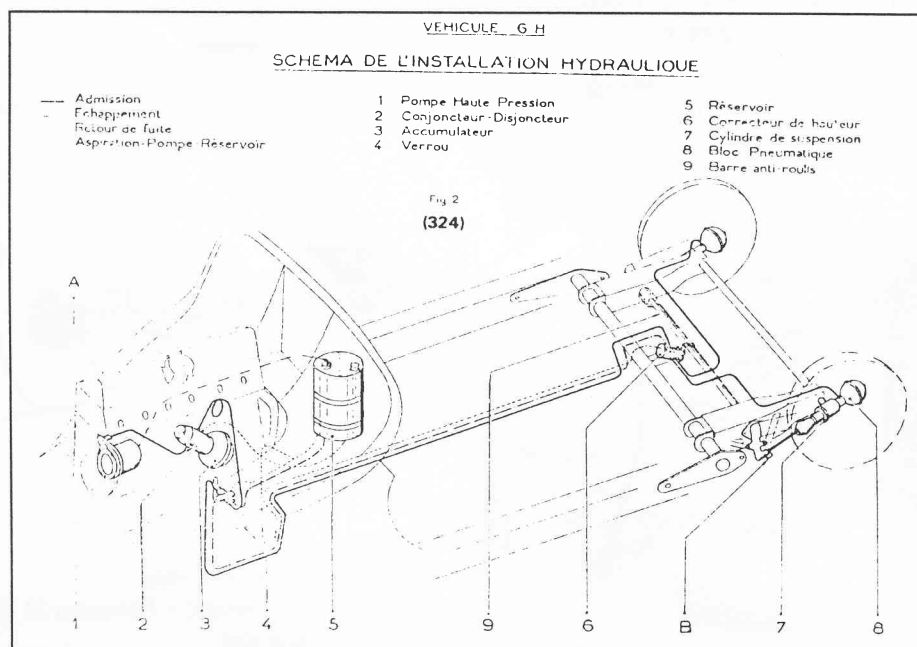 VEHICULE G H
SCHEMA DE L'INSTALLATION HYDRAULIQUE
Admission
Echappement
Retour de fuite
Aspiration-Pompe-Réservoir
1 Pompe Haute Pression
2 Conjoncteur-Disjoncteur
3 Accumulateur
4 Verrou
5 Réservoir
6 Correcteur de hauteur
7 Cylindre de suspension
8 Bloc Pneumatique
9 Barre anti-roulis
Fig 2
(324)
A
1 2 3 4 5 9 6 B 7 8